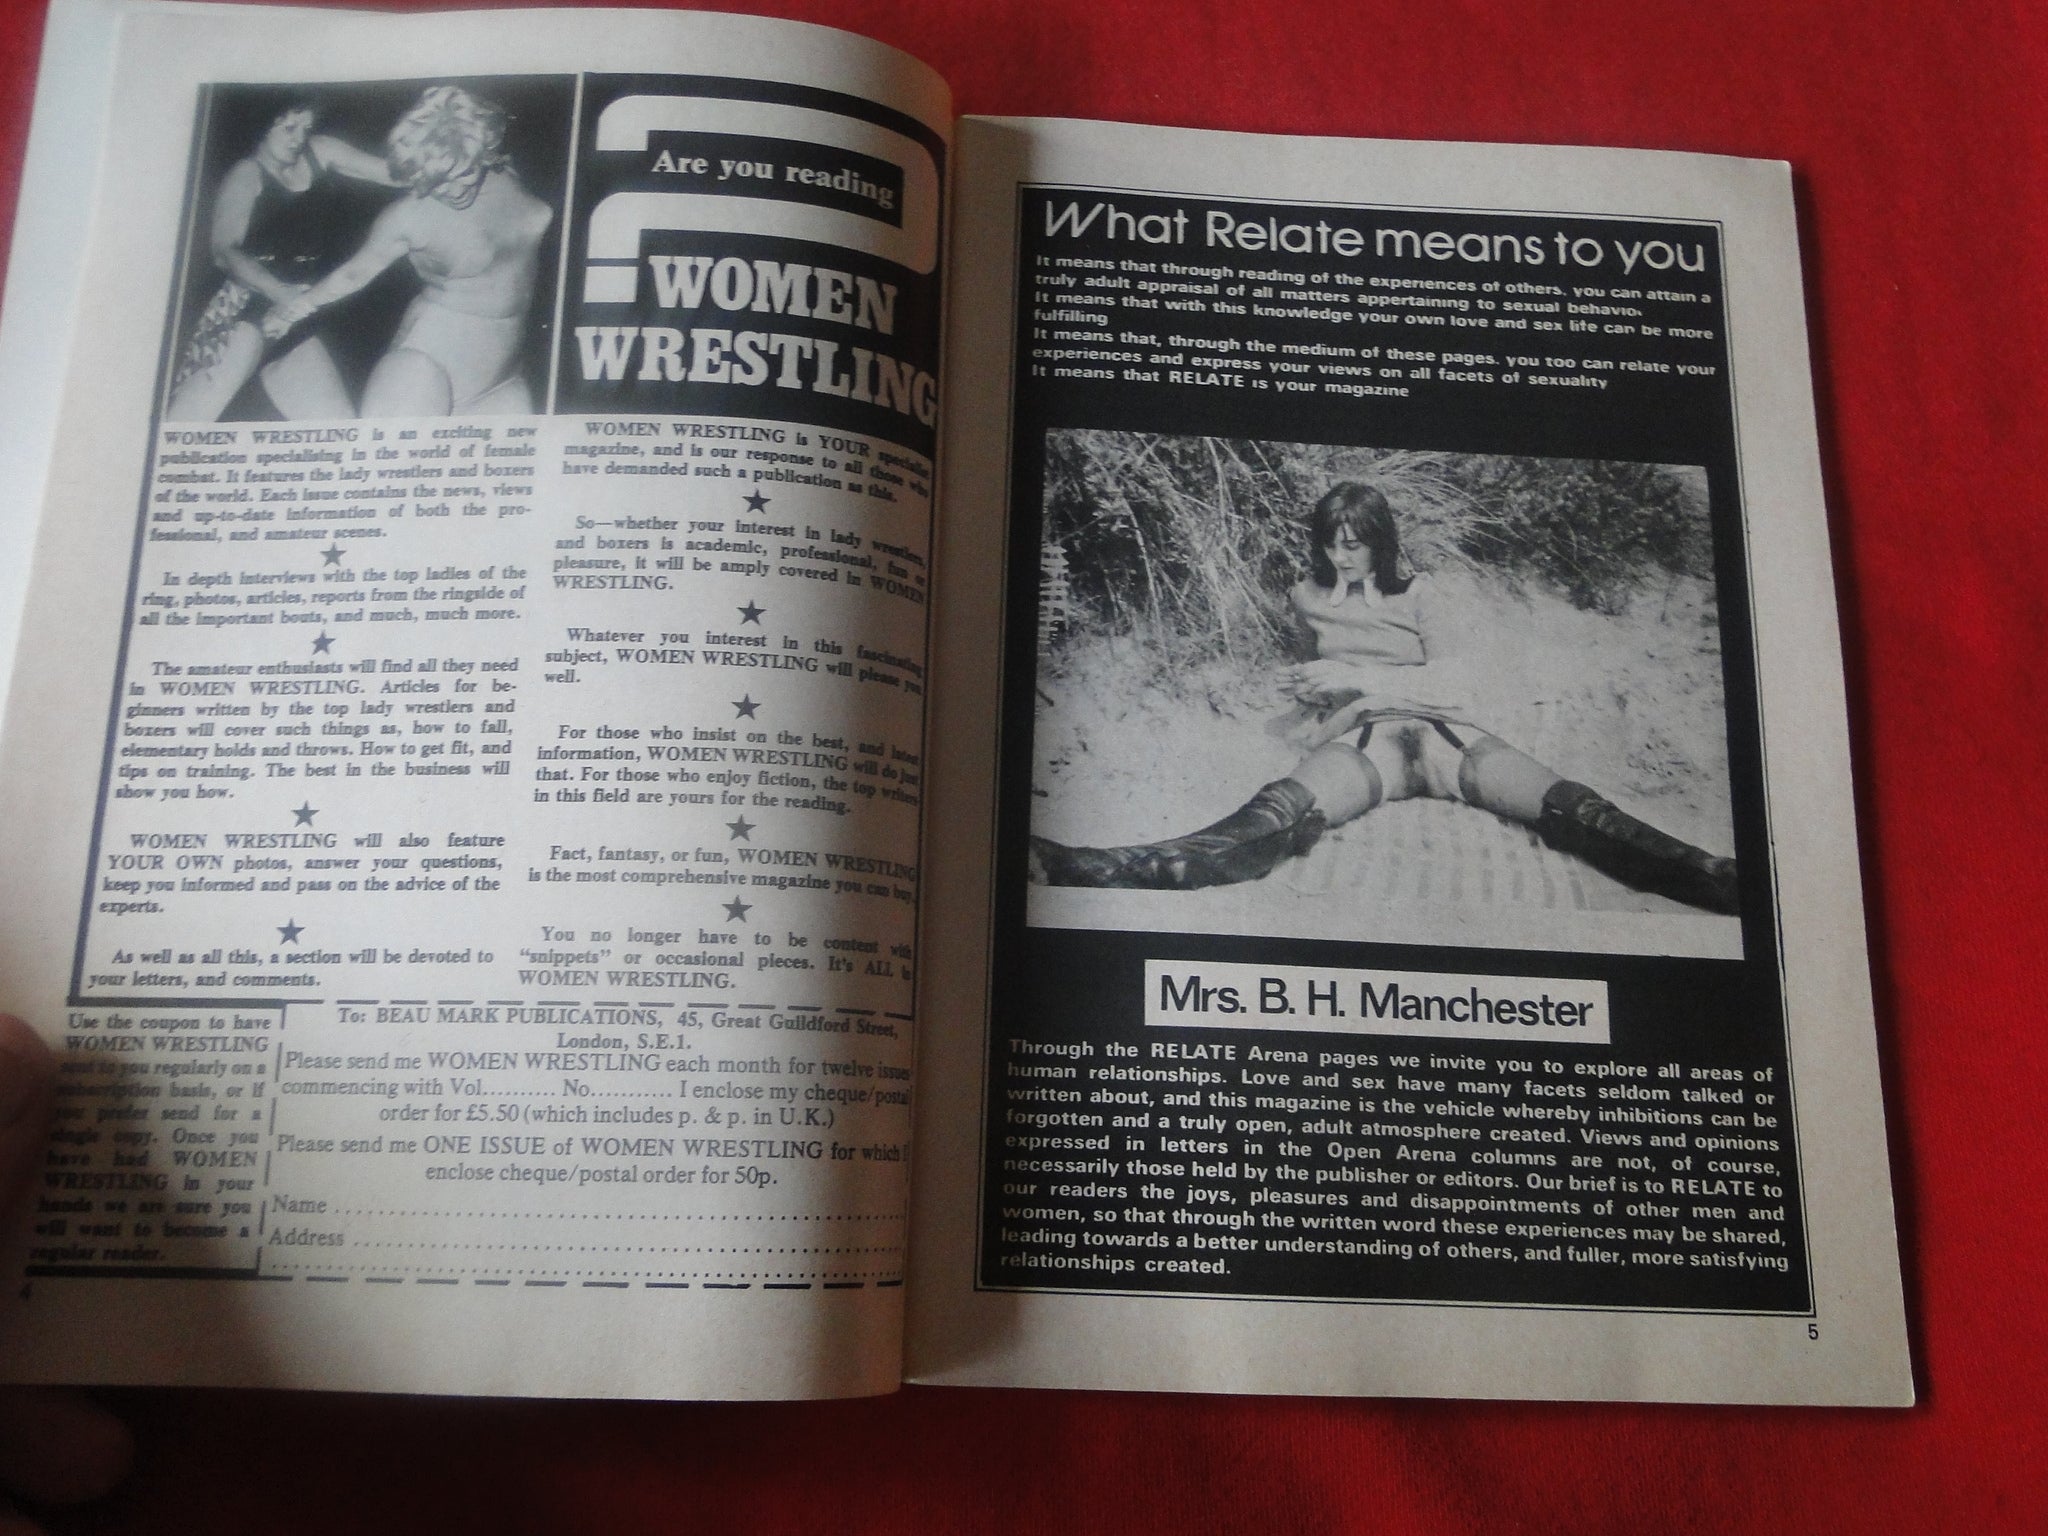 Are you reading
WOMEN
WRESTLING
WOMEN WRESTLING is an exciting new
publication specialising in the world of female
combat. It features the lady wrestlers and boxers
of the world. Each issue contains the news, views
and up-to-date information of both the pro-
fessional, and amateur scenes.
In depth interviews with the top ladies of the
ring, photos, articles, reports from the ringside of
all the important bouts, and much, much more.
The amateur enthusiasts will find all they need
in WOMEN WRESTLING. Articles for be-
ginners written by the top lady wrestlers and
boxers will cover such things as, how to fall,
elementary holds and throws. How to get fit, and
tips on training. The best in the business will
show you how.
WOMEN WRESTLING will also feature
YOUR OWN photos, answer your questions,
keep you informed and pass on the advice of the
experts.
As well as all this, a section will be devoted to
your letters, and comments.
WOMEN WRESTLING is YOUR specialist
magazine, and is our response to all those who
have demanded such a publication as this.
So—whether your interest in lady wrestlers,
and boxers is academic, professional, fun or
pleasure, it will be amply covered in WOMEN
WRESTLING.
Whatever you interest in this fascinating
subject, WOMEN WRESTLING will please you
well.
For those who insist on the best, and latest
information, WOMEN WRESTLING will do just
that. For those who enjoy fiction, the top writers
in this field are yours for the reading.
Fact, fantasy, or fun, WOMEN WRESTLING
is the most comprehensive magazine you can buy.
You no longer have to be content with
"snippets" or occasional pieces. It's ALL in
WOMEN WRESTLING.
Use the coupon to have
WOMEN WRESTLING
sent to you regularly on a
subscription basis, or if
you prefer send for a
single copy. Once you
have had WOMEN
WRESTLING in your
hands we are sure you
will want to become a
regular reader.
To: BEAU MARK PUBLICATIONS, 45, Great Guildford Street,
London, S.E.1.
Please send me WOMEN WRESTLING each month for twelve issues
commencing with Vol.......... No........... I enclose my cheque/postal
order for £5.50 (which includes p. & p. in U.K.)
Please send me ONE ISSUE of WOMEN WRESTLING for which I
enclose cheque/postal order for 50p.
Name
Address
4
What Relate means to you
It means that through reading of the experiences of others, you can attain a
truly adult appraisal of all matters appertaining to sexual behavio.
It means that with this knowledge your own love and sex life can be more
fulfilling
It means that, through the medium of these pages. you too can relate your
experiences and express your views on all facets of sexuality
It means that RELATE is your magazine
Mrs. B. H. Manchester
Through the RELATE Arena pages we invite you to explore all areas of
human relationships. Love and sex have many facets seldom talked or
written about, and this magazine is the vehicle whereby inhibitions can be
forgotten and a truly open, adult atmosphere created. Views and opinions
expressed in letters in the Open Arena columns are not, of course,
necessarily those held by the publisher or editors. Our brief is to RELATE to
our readers the joys, pleasures and disappointments of other men and
women, so that through the written word these experiences may be shared,
leading towards a better understanding of others, and fuller, more satisfying
relationships created.
5